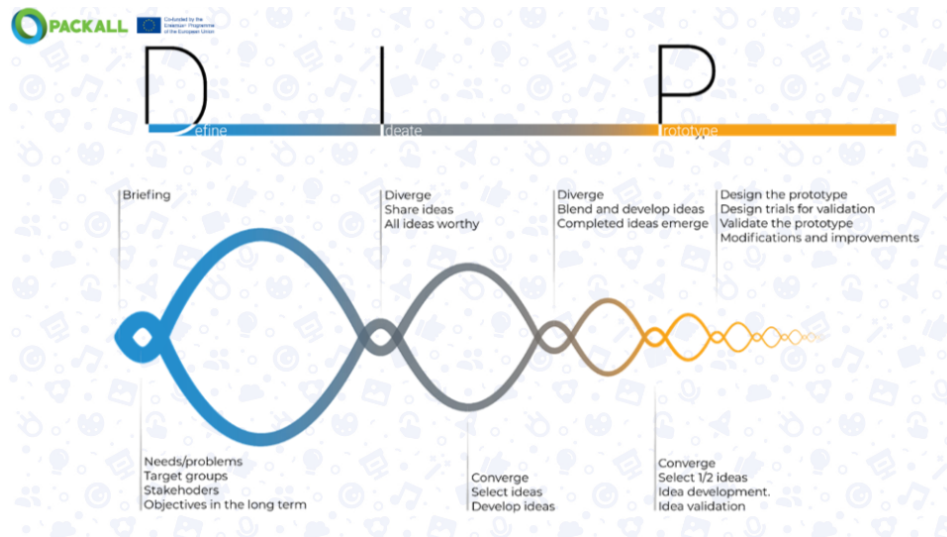 PACKALL
Co-funded by the
Erasmus+ Programme
of the European Union
Define
Ideate
Prototype
Briefing
Diverge
Share ideas
All ideas worthy
Diverge
Blend and develop ideas
Completed ideas emerge
Design the prototype
Design trials for validation
Validate the prototype
Modifications and improvements
Needs/problems
Target groups
Stakehoders
Objectives in the long term
Converge
Select ideas
Develop ideas
Converge
Select 1/2 ideas
Idea development.
Idea validation